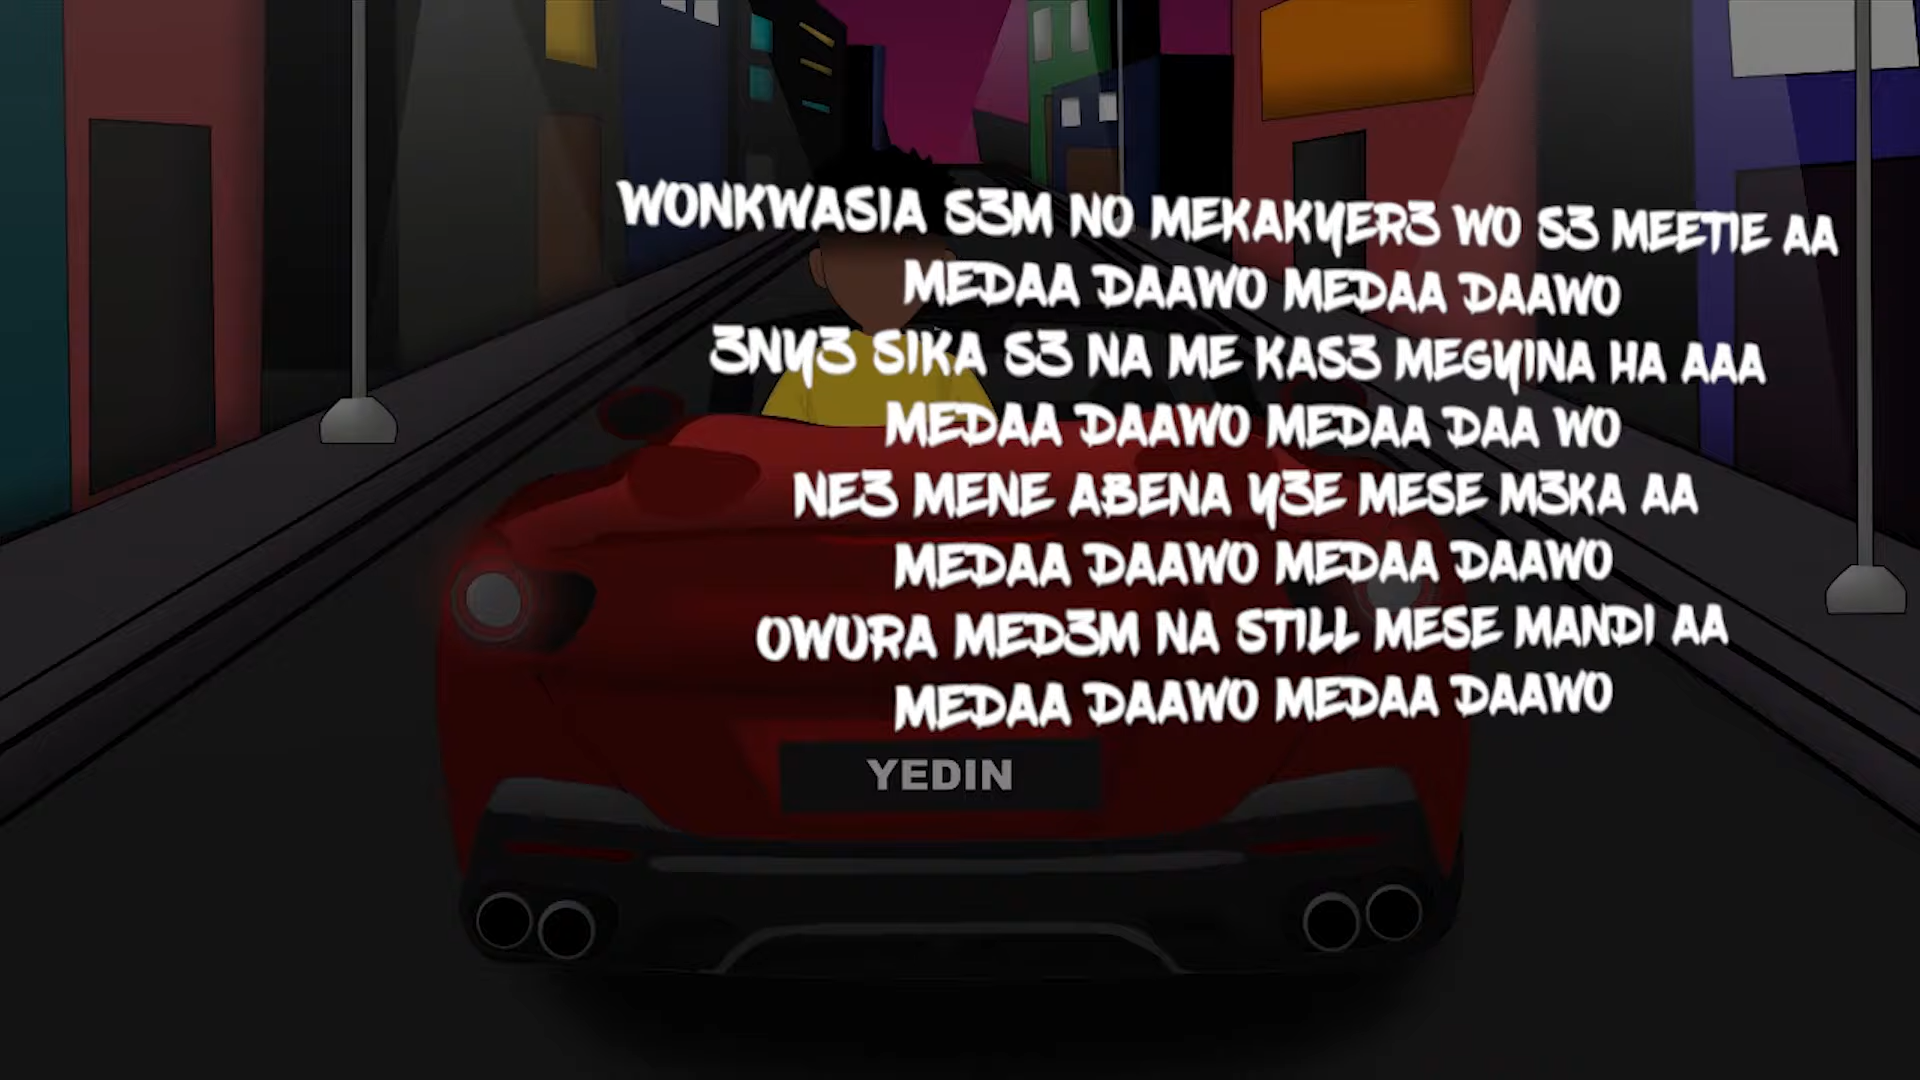 WONKWASIA S3M NO MEKAKYER3 WO S3 MEETIE AA
MEDAA DAAWO MEDAA DAAWO
3NY3 SIKA S3 NA ME KAS3 MEGYINA HA AAA
MEDAA DAAWO MEDAA DAA WO
NE3 MENE ABENA Y3E MESE M3KA AA
MEDAA DAAWO MEDAA DAAWO
OWURA MED3M NA STILL MESE MANDI AA
MEDAA DAAWO MEDAA DAAWO
YEDIN